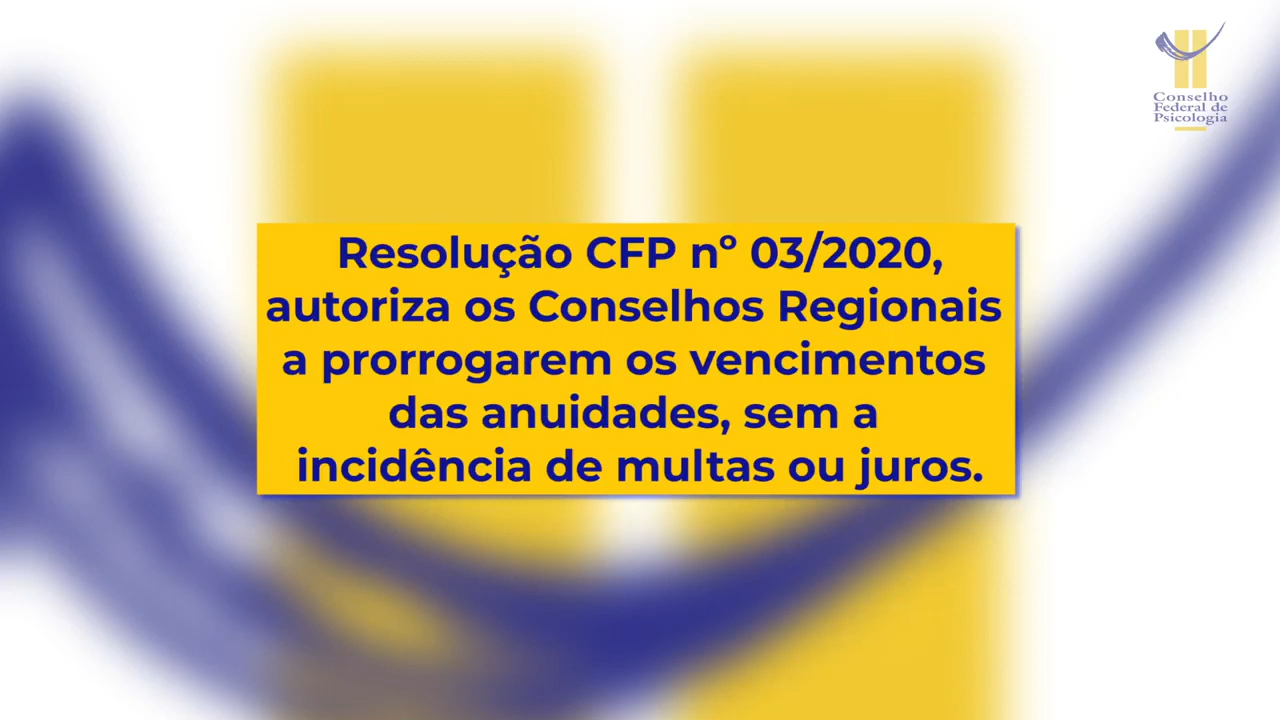 Conselho
Federal de
Psicologia
Resolução CFP nº 03/2020,
autoriza os Conselhos Regionais
a prorrogarem os vencimentos
das anuidades, sem a
incidência de multas ou juros.